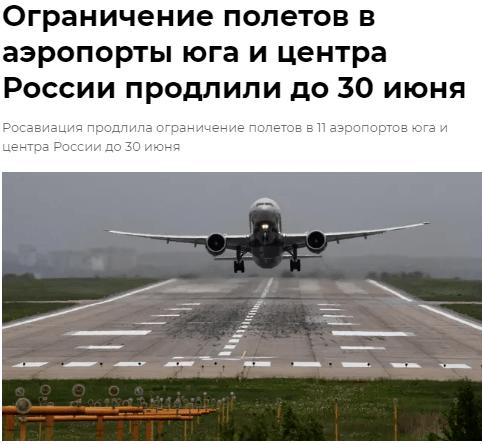 Ограничение полетов в
аэропорты юга и центра
России продлили до 30 июня
Росавиация продлила ограничение полетов в 11 аэропортов юга и
центра России до 30 июня